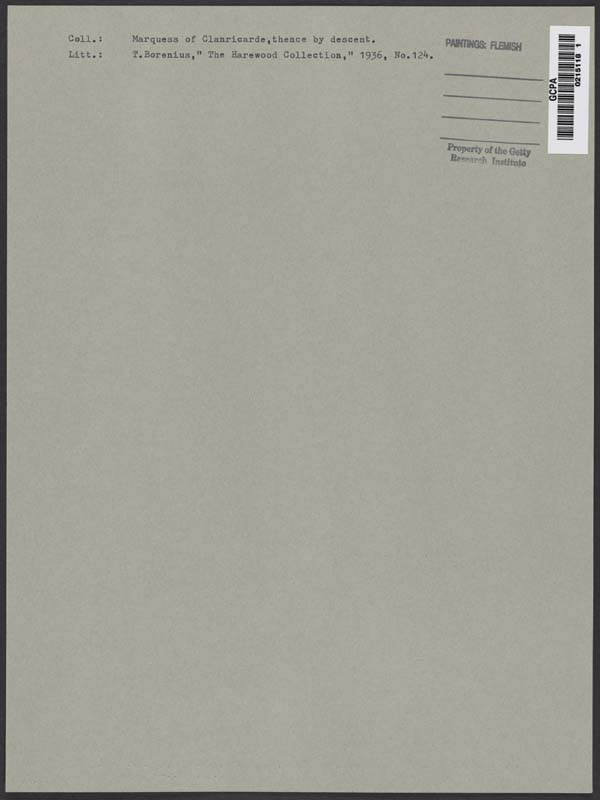 Coll.: Marquess of Clanricarde,thence by descent.
Litt.: T.Borenius," The Harewood Collection," 1936, No.124.
PAINTINGS: FLEMISH
Property of the Getty
Research Institute
GCPA
0215118 1